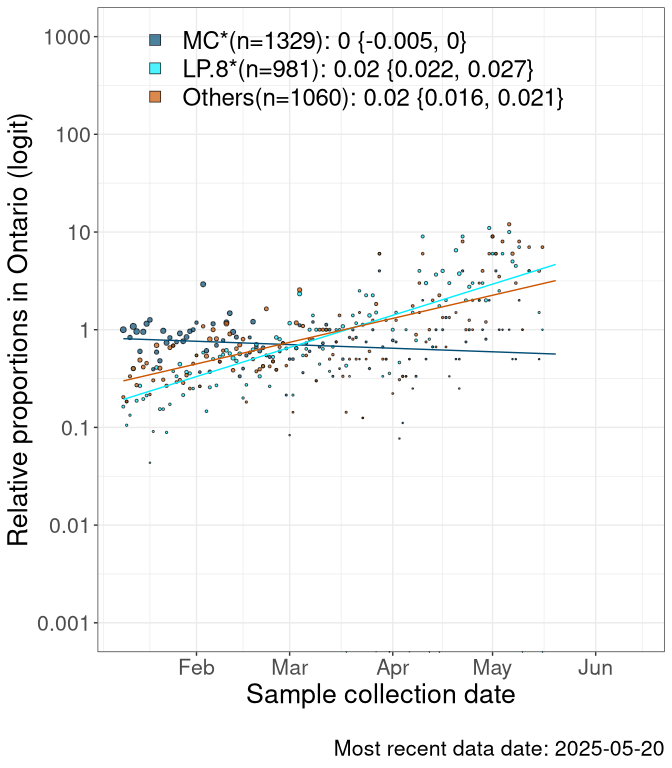 MC*(n=1329): 0 {-0.005, 0}
LP.8*(n=981): 0.02 {0.022, 0.027}
Others(n=1060): 0.02 {0.016, 0.021}
Relative proportions in Ontario (logit)
1000
100
10
1
0.1
0.01
0.001
Feb Mar Apr May Jun
Sample collection date
Most recent data date: 2025-05-20